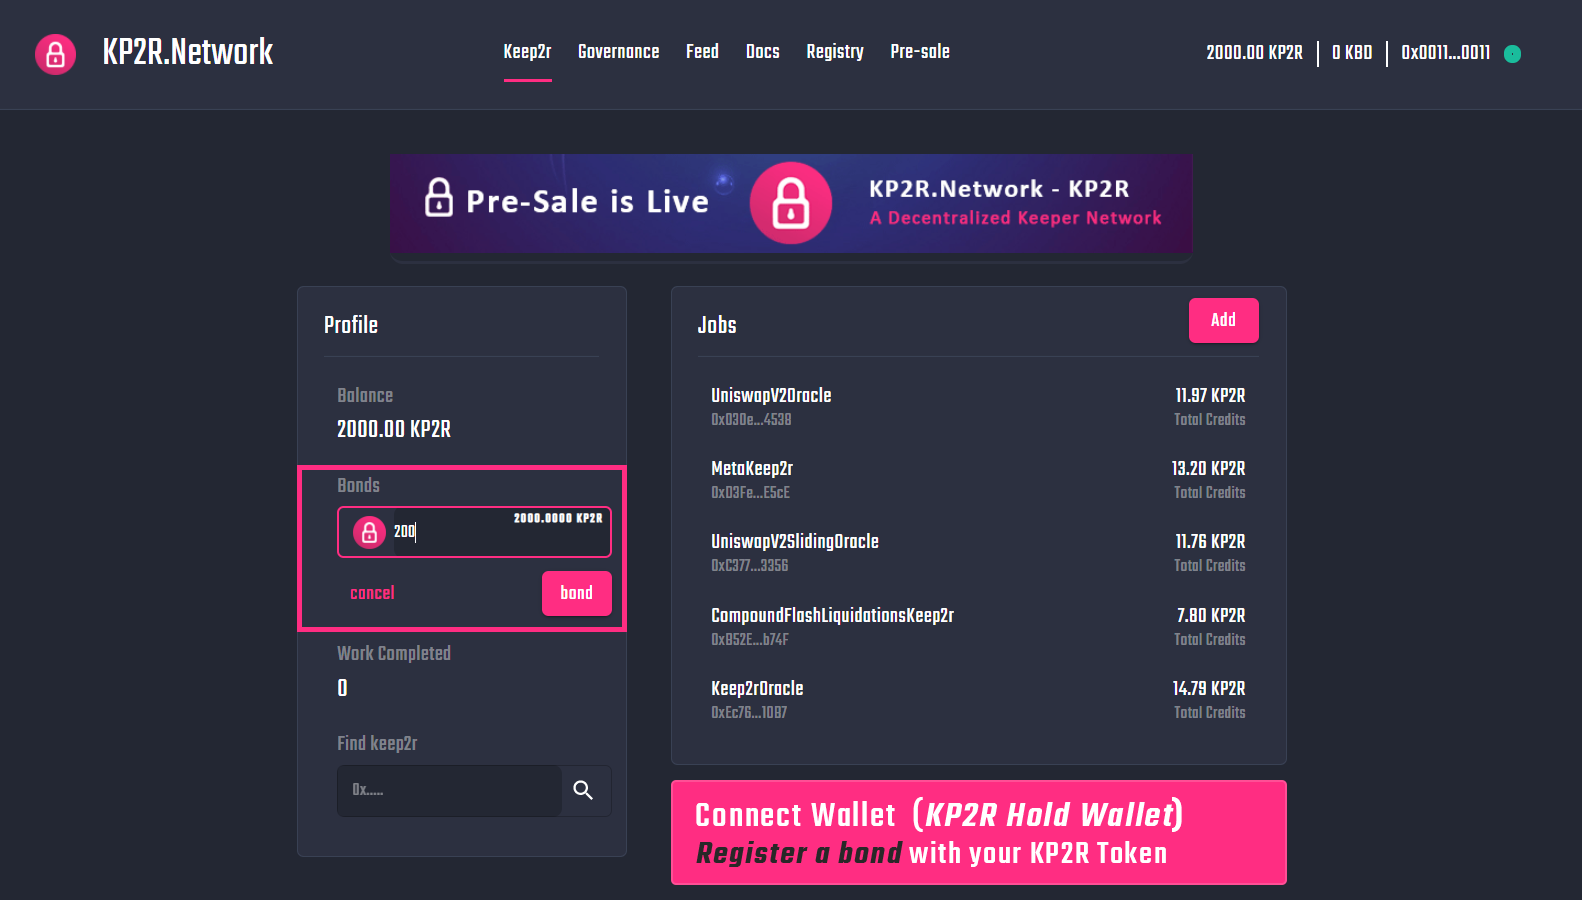 KP2R.Network
Keep2r Governance Feed Docs Registry Pre-sale
2000.00 KP2R 0 KBD 0x0011...0011
Pre-Sale is Live
KP2R.Network - KP2R
A Decentralized Keeper Network
Profile
Balance
2000.00 KP2R
Bonds
2000.0000 KP2R
200
cancel bond
Work Completed
0
Find keep2r
0x.....
Jobs
Add
UniswapV2Oracle 11.97 KP2R
0xD30e...4538 Total Credits
MetaKeep2r 13.20 KP2R
0xD3Fe...E5cE Total Credits
UniswapV2SlidingOracle 11.76 KP2R
0xC377...3356 Total Credits
CompoundFlashLiquidationsKeep2r 7.80 KP2R
0xB52E...b74F Total Credits
Keep2rOracle 14.79 KP2R
0xEc76...10B7 Total Credits
Connect Wallet (KP2R Hold Wallet)
Register a bond with your KP2R Token